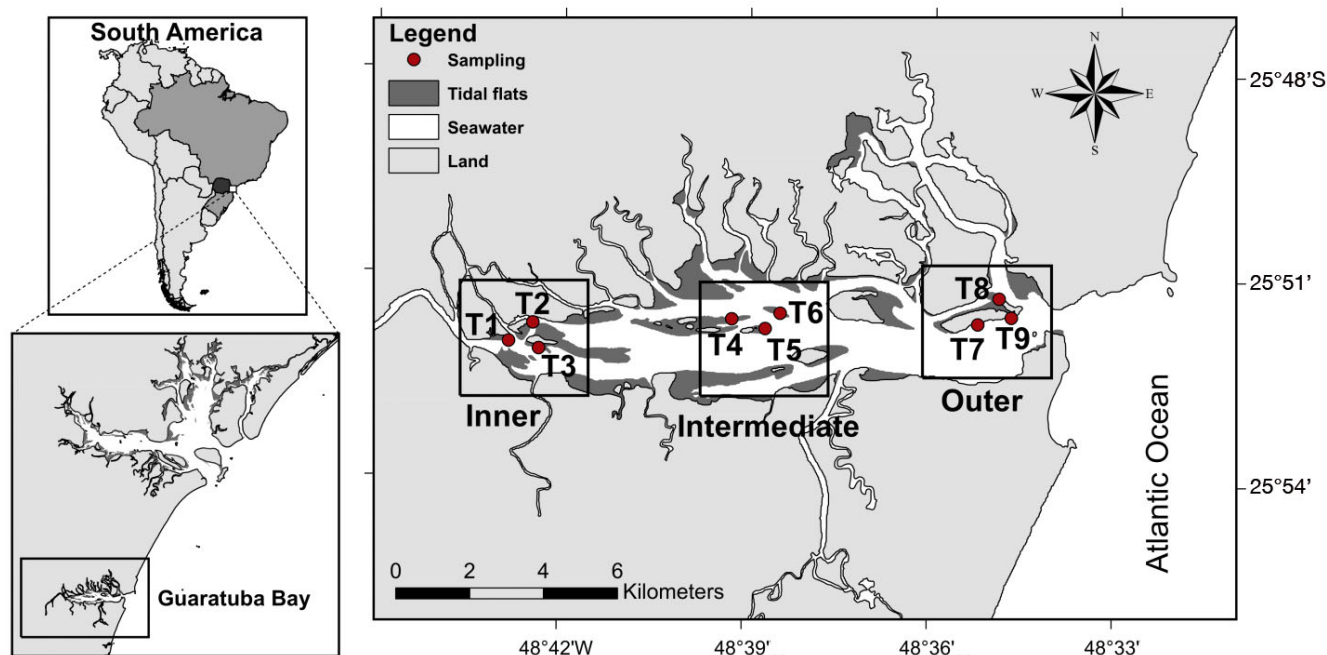 South America
Guaratuba Bay
Legend
Sampling
Tidal flats
Seawater
Land
N
W E
S
25°48'S
25°51'
25°54'
T1
T2
T3
Inner
T4
T5
T6
Intermediate
T7
T8
T9
Outer
Atlantic Ocean
0 2 4 6
Kilometers
48°42'W 48°39' 48°36' 48°33'